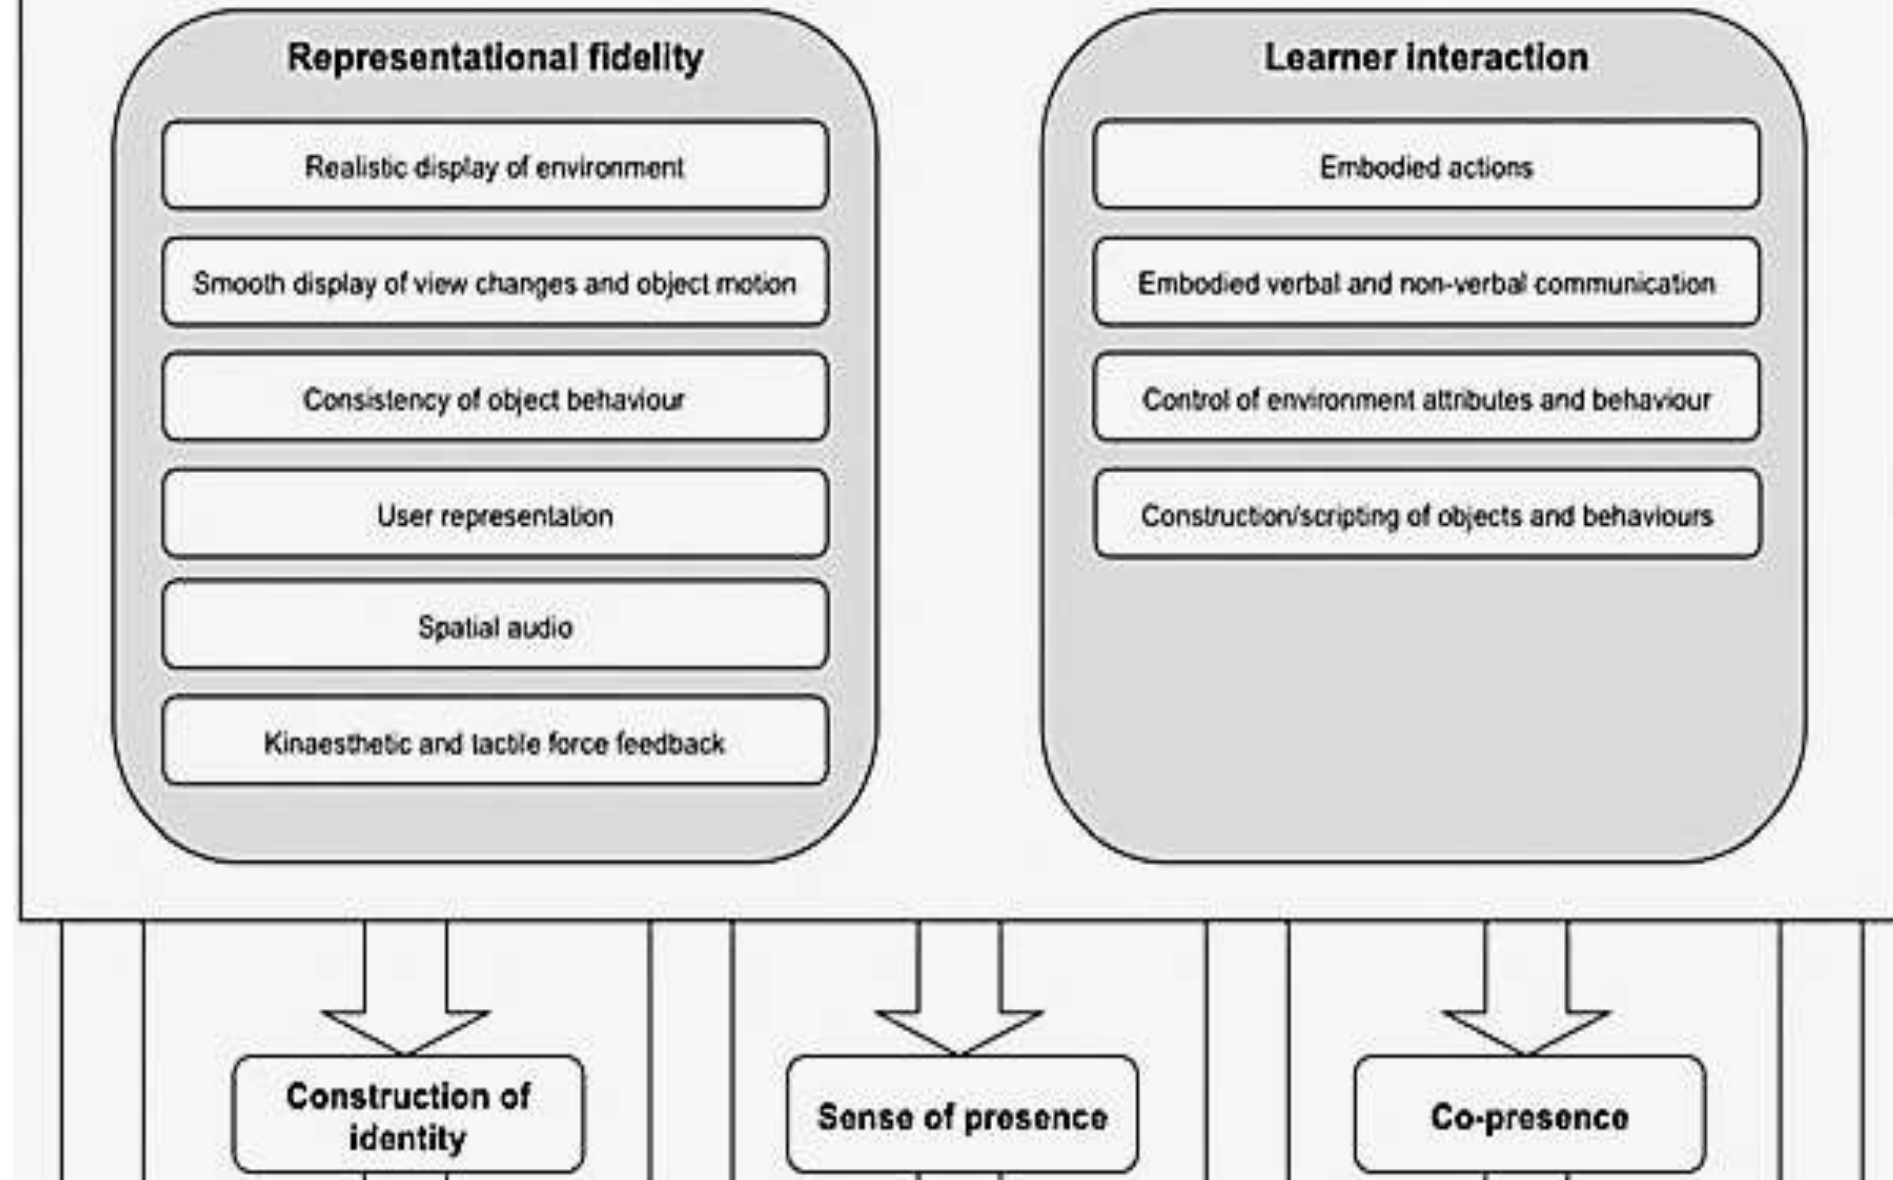 Representational fidelity
Realistic display of environment
Smooth display of view changes and object motion
Consistency of object behaviour
User representation
Spatial audio
Kinaesthetic and tactile force feedback
Learner interaction
Embodied actions
Embodied verbal and non-verbal communication
Control of environment attributes and behaviour
Construction/scripting of objects and behaviours
Construction of
identity
Sense of presence
Co-presence